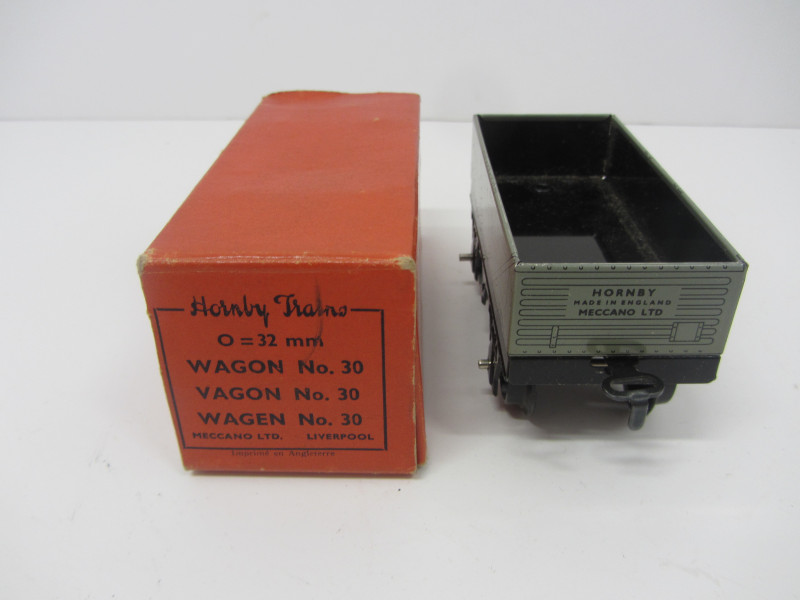 Hornby Trains
O = 32 mm
WAGON No. 30
VAGON No. 30
WAGEN No. 30
MECCANO LTD. LIVERPOOL
Imprimé en Angleterre
HORNBY
MADE IN ENGLAND
MECCANO LTD